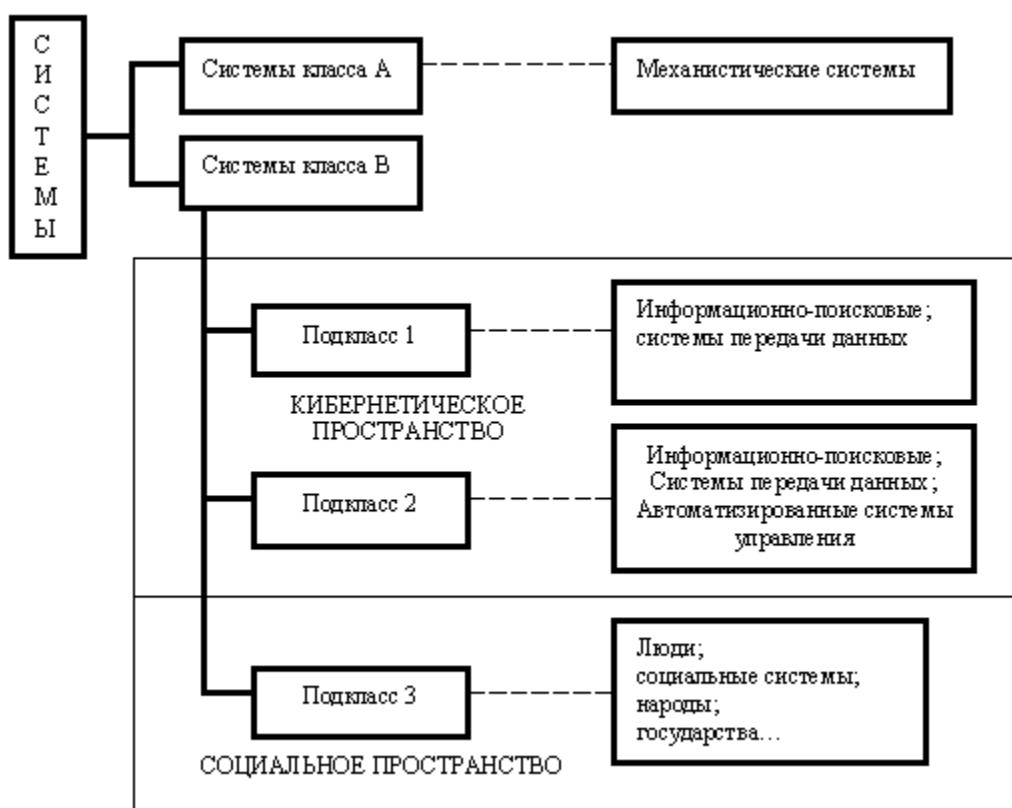 СИСТЕМЫ
Системы класса А
Механистические системы
Системы класса В
Подкласс 1
Информационно-поисковые;
системы передачи данных
КИБЕРНЕТИЧЕСКОЕ
ПРОСТРАНСТВО
Подкласс 2
Информационно-поисковые;
Системы передачи данных;
Автоматизированные системы
управления
Подкласс 3
Люди;
социальные системы;
народы;
государства…
СОЦИАЛЬНОЕ ПРОСТРАНСТВО